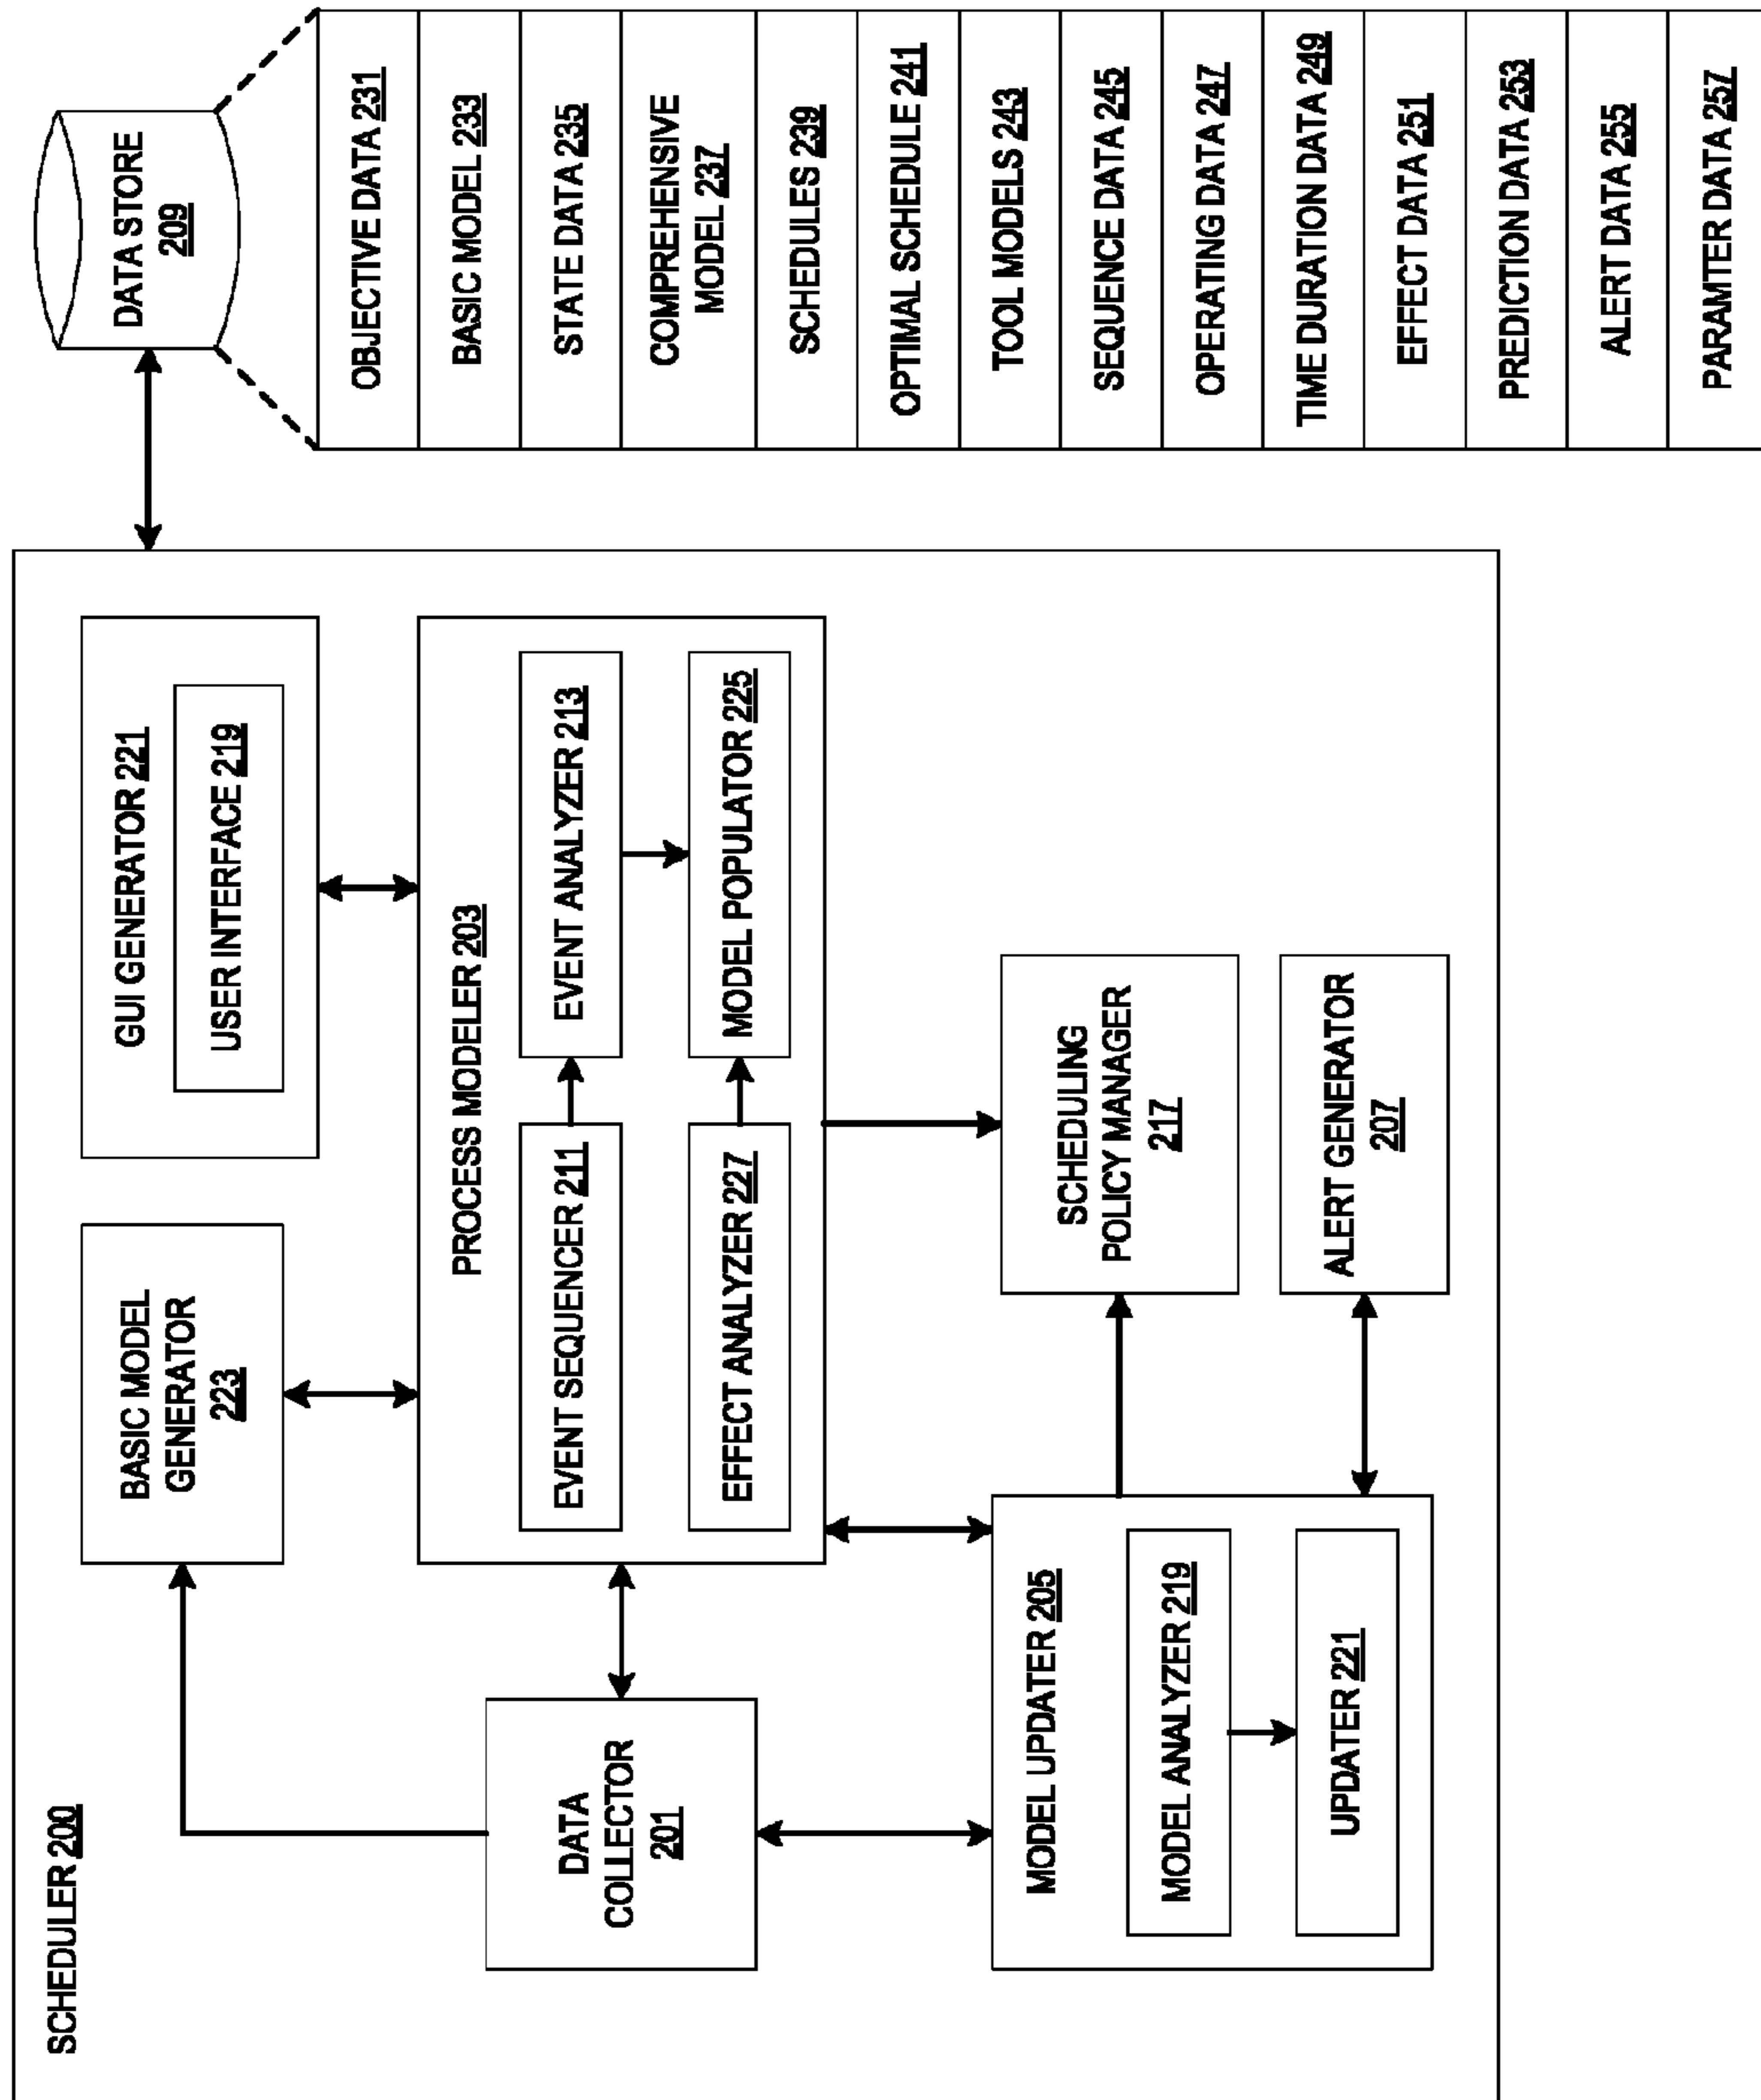 SCHEDULER 200
DATA
COLLECTOR
201
BASIC MODEL
GENERATOR
223
GUI GENERATOR 221
USER INTERFACE 219
PROCESS MODELER 203
EVENT SEQUENCER 211
EVENT ANALYZER 213
EFFECT ANALYZER 227
MODEL POPULATOR 225
MODEL UPDATER 205
MODEL ANALYZER 219
UPDATER 221
SCHEDULING
POLICY MANAGER
217
ALERT GENERATOR
207
DATA STORE
209
OBJECTIVE DATA 231
BASIC MODEL 233
STATE DATA 235
COMPREHENSIVE
MODEL 237
SCHEDULES 239
OPTIMAL SCHEDULE 241
TOOL MODELS 243
SEQUENCE DATA 245
OPERATING DATA 247
TIME DURATION DATA 249
EFFECT DATA 251
PREDICTION DATA 253
ALERT DATA 255
PARAMTER DATA 257